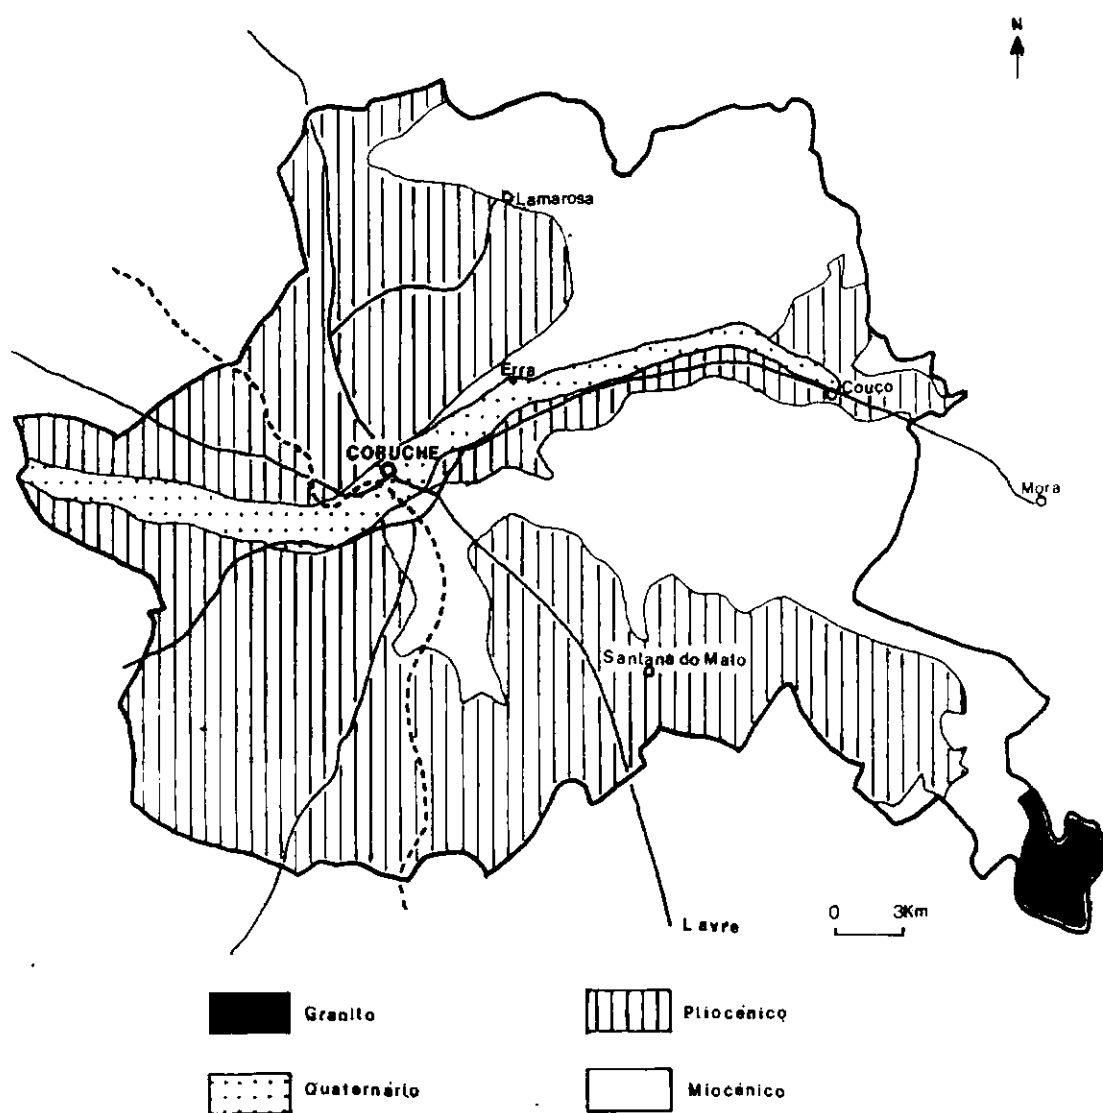 N
Lamarosa
Erra
Couço
CORUCHE
Mora
Santana do Mato
0 3Km
Lavre
Granito
Pliocénico
Quaternário
Miocénico